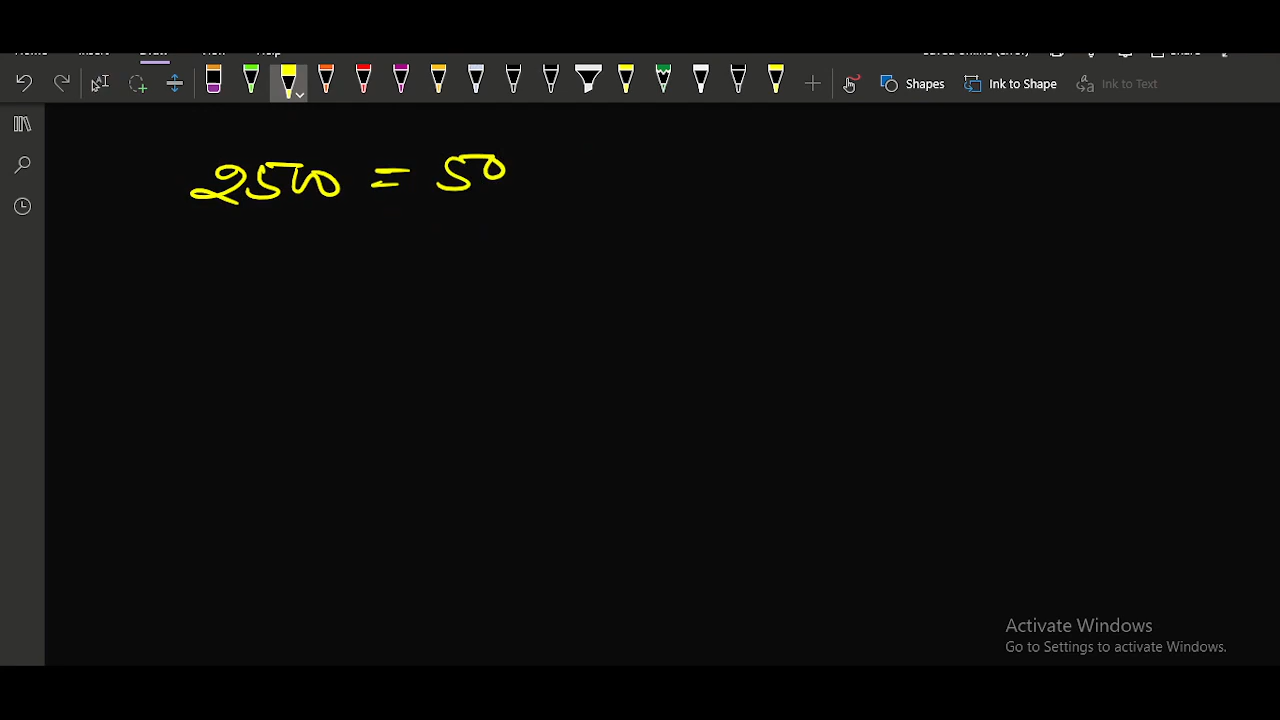 Shapes Ink to Shape Ink to Text
2500 = 50
Activate Windows
Go to Settings to activate Windows.